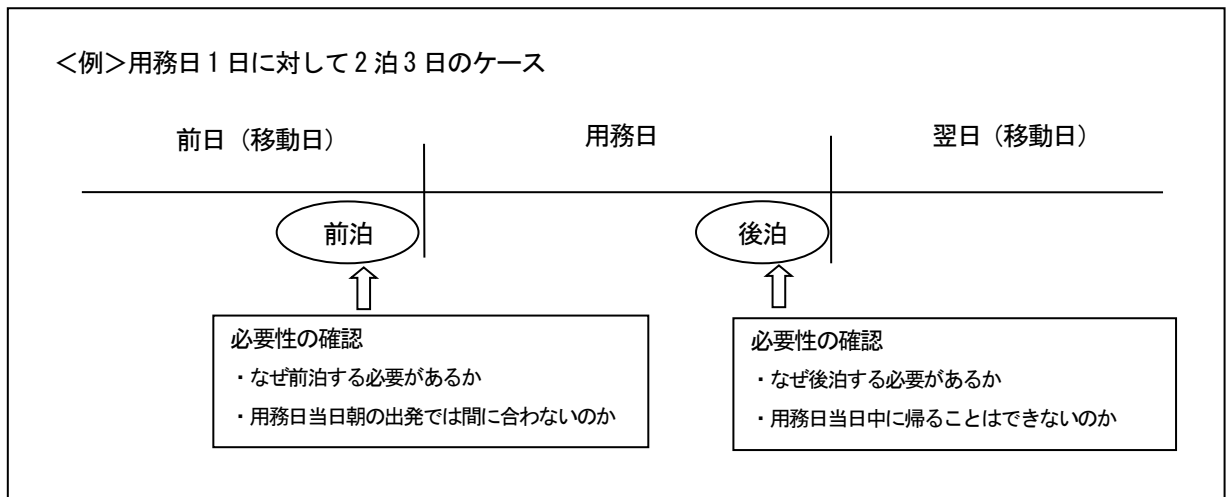 ＜例＞用務日1日に対して2泊3日のケース
前日（移動日）
用務日
翌日（移動日）
前泊
後泊
必要性の確認
・なぜ前泊する必要があるか
・用務日当日朝の出発では間に合わないのか
必要性の確認
・なぜ後泊する必要があるか
・用務日当日中に帰ることはできないのか